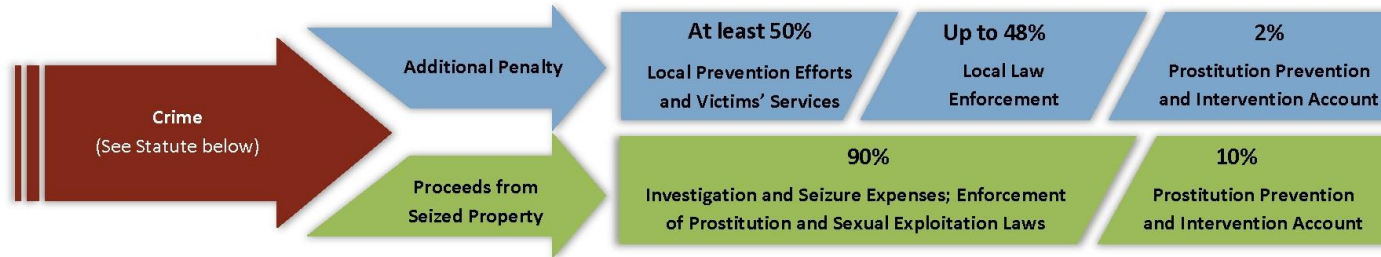 Crime
(See Statute below)
Additional Penalty
At least 50%
Local Prevention Efforts
and Victims' Services
Up to 48%
Local Law
Enforcement
2%
Prostitution Prevention
and Intervention Account
Proceeds from
Seized Property
90%
Investigation and Seizure Expenses; Enforcement
of Prostitution and Sexual Exploitation Laws
10%
Prostitution Prevention
and Intervention Account